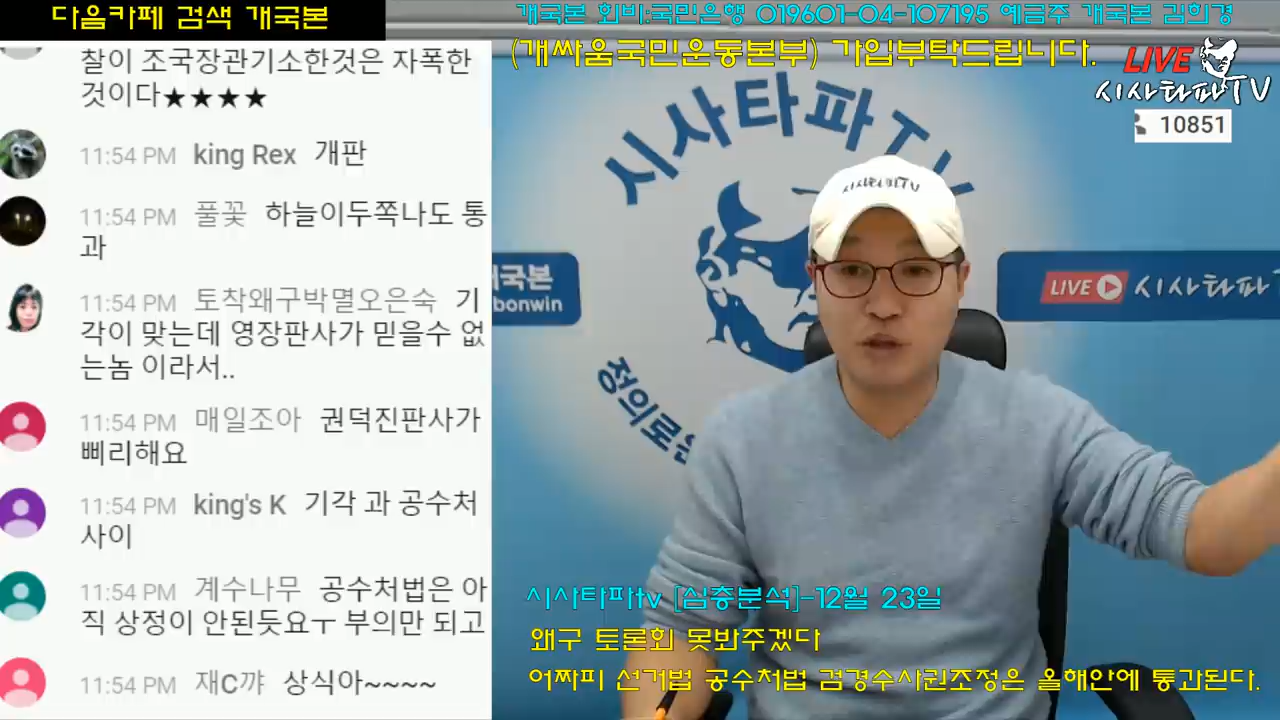 다음카페 검색 개국본
개국본 회비:국민은행 019601-04-107195 예금주 개국본 김희경
(개싸움국민운동본부) 가입부탁드립니다.
LIVE
시사타파TV
10851
찰이 조국장관기소한것은 자폭한
것이다★★★★
11:54 PM king Rex 개판
11:54 PM 풀꽃 하늘이두쪽나도 통
과
11:54 PM 토착왜구박멸오은숙 기
각이 맞는데 영장판사가 믿을수 없
는놈 이라서..
11:54 PM 매일조아 권덕진판사가
삐리해요
11:54 PM king's K 기각 과 공수처
사이
11:54 PM 계수나무 공수처법은 아
직 상정이 안된듯요ㅜ 부의만 되고
11:54 PM 재C꺄 상식아~~~~
시사타파TV
시사타파TV
정의로운
개국본
bonwin
LIVE 시사타파
시사타파tv [심층분석]-12월 23일
왜구 토론회 못봐주겠다
어짜피 선거법 공수처법 검경수사권조정은 올해안에 통과된다.